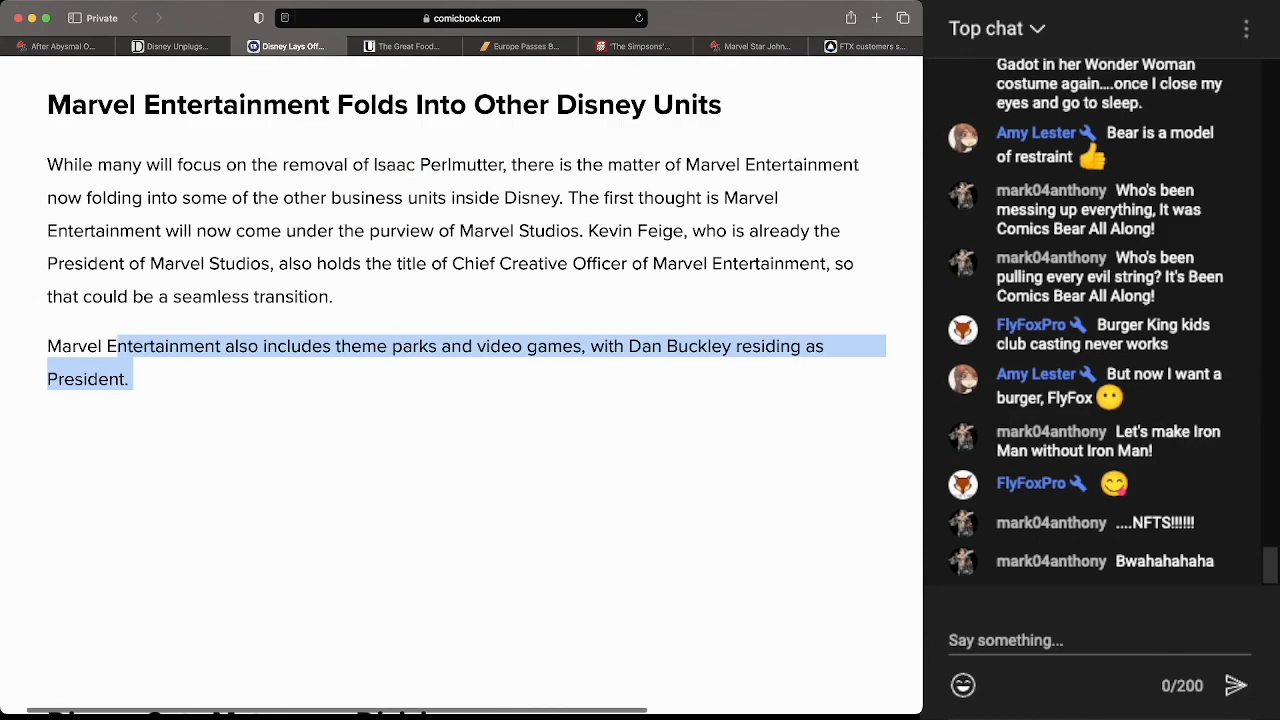 Private
comicbook.com
After Abysmal O...
Disney Unplugs...
Disney Lays Off...
The Great Food...
Europe Passes B...
'The Simpsons'...
Marvel Star John...
FTX customers s...
Marvel Entertainment Folds Into Other Disney Units
While many will focus on the removal of Isaac Perlmutter, there is the matter of Marvel Entertainment
now folding into some of the other business units inside Disney. The first thought is Marvel
Entertainment will now come under the purview of Marvel Studios. Kevin Feige, who is already the
President of Marvel Studios, also holds the title of Chief Creative Officer of Marvel Entertainment, so
that could be a seamless transition.
Marvel Entertainment also includes theme parks and video games, with Dan Buckley residing as
President.
Top chat
Gadot in her Wonder Woman
costume again....once I close my
eyes and go to sleep.
Amy Lester Bear is a model
of restraint 👍
mark04anthony Who's been
messing up everything, It was
Comics Bear All Along!
mark04anthony Who's been
pulling every evil string? It's Been
Comics Bear All Along!
FlyFoxPro Burger King kids
club casting never works
Amy Lester But now I want a
burger, FlyFox 😶
mark04anthony Let's make Iron
Man without Iron Man!
FlyFoxPro 😋
mark04anthony ....NFTS!!!!!!
mark04anthony Bwahahahaha
Say something...
0/200